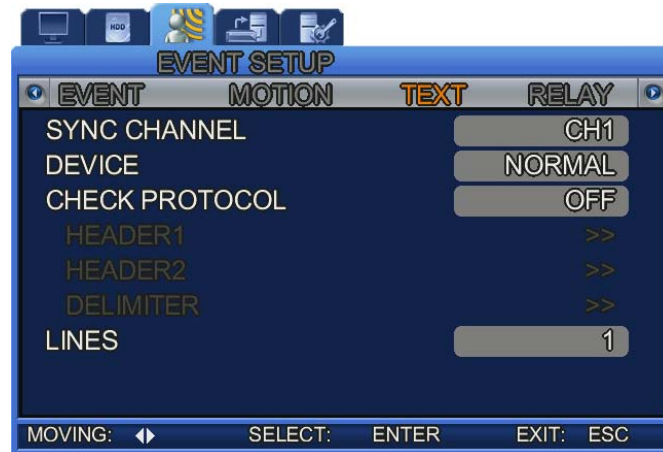 HDD
EVENT SETUP
EVENT MOTION TEXT RELAY
SYNC CHANNEL CH1
DEVICE NORMAL
CHECK PROTOCOL OFF
HEADER1 >>
HEADER2 >>
DELIMITER >>
LINES 1
MOVING: SELECT: ENTER EXIT: ESC